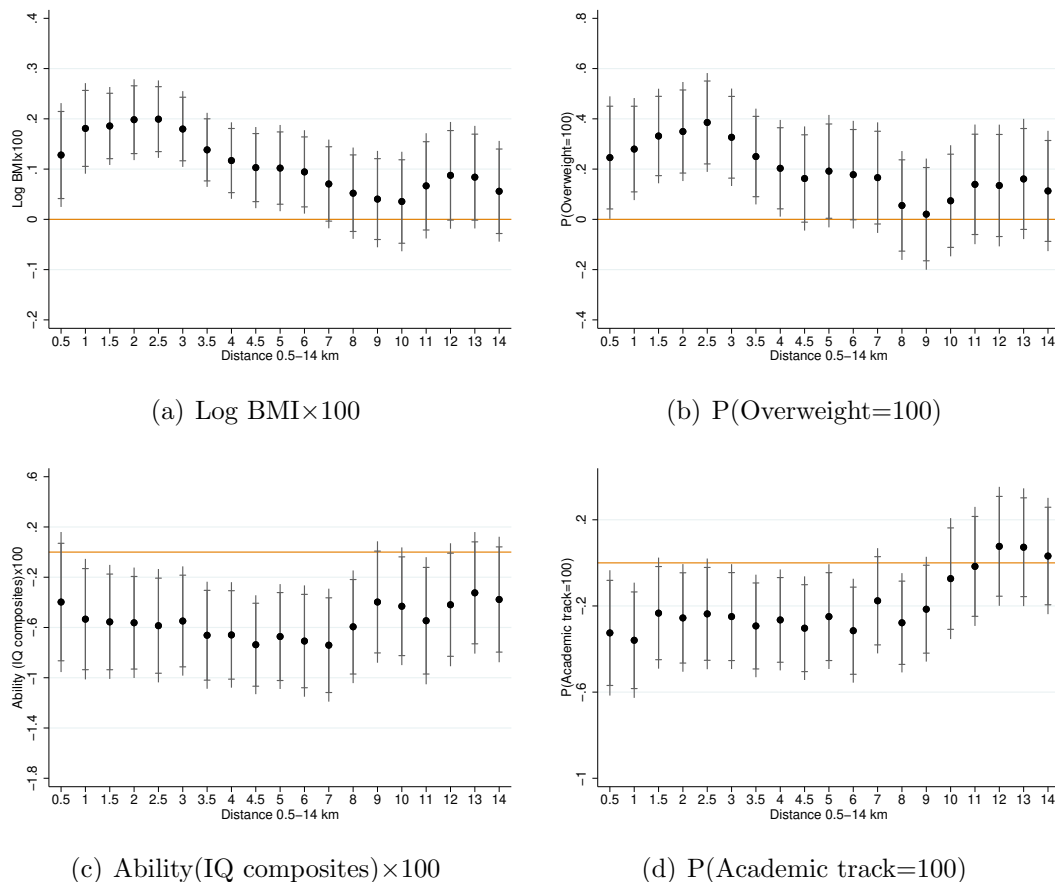 Log BMIx100
.4
.3
.2
.1
0
-.1
-.2
0.5 1 1.5 2 2.5 3 3.5 4 4.5 5 6 7 8 9 10 11 12 13 14
Distance 0.5–14 km
(a) Log BMI×100
P(Overweight=100)
.8
.6
.4
.2
0
-.2
-.4
0.5 1 1.5 2 2.5 3 3.5 4 4.5 5 6 7 8 9 10 11 12 13 14
Distance 0.5–14 km
(b) P(Overweight=100)
Ability (IQ composites)x100
.6
.2
-.2
-.6
-1
-1.4
-1.8
0.5 1 1.5 2 2.5 3 3.5 4 4.5 5 6 7 8 9 10 11 12 13 14
Distance 0.5–14 km
(c) Ability(IQ composites)×100
P(Academic track=100)
.2
-.2
-.6
-1
0.5 1 1.5 2 2.5 3 3.5 4 4.5 5 6 7 8 9 10 11 12 13 14
Distance 0.5–14 km
(d) P(Academic track=100)